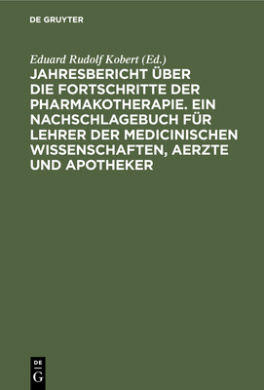 DE GRUYTER
Eduard Rudolf Kobert (Ed.)
JAHRESBERICHT ÜBER
DIE FORTSCHRITTE DER
PHARMAKOTHERAPIE. EIN
NACHSCHLAGEBUCH FÜR
LEHRER DER MEDICINISCHEN
WISSENSCHAFTEN, AERZTE
UND APOTHEKER
DE
G